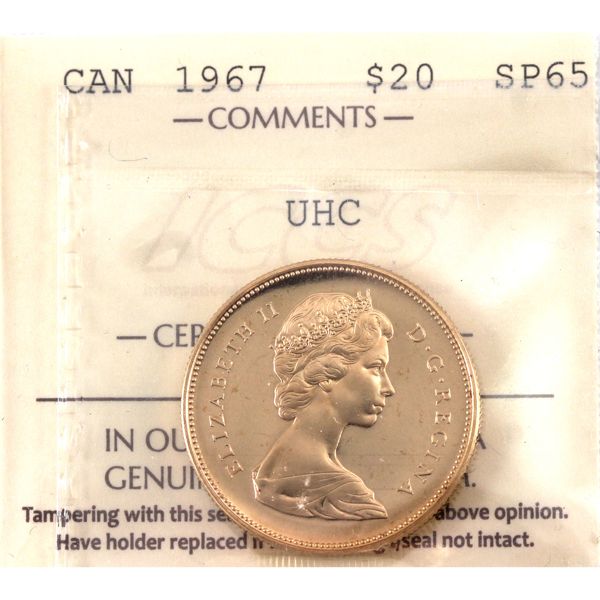 CAN 1967 $20 SP65
— COMMENTS —
UHC
ICCS
— CER
ELIZABETH II D·G·REGINA
IN OU A
GENUI H.
Tampering with this se above opinion.
Have holder replaced seal not intact.